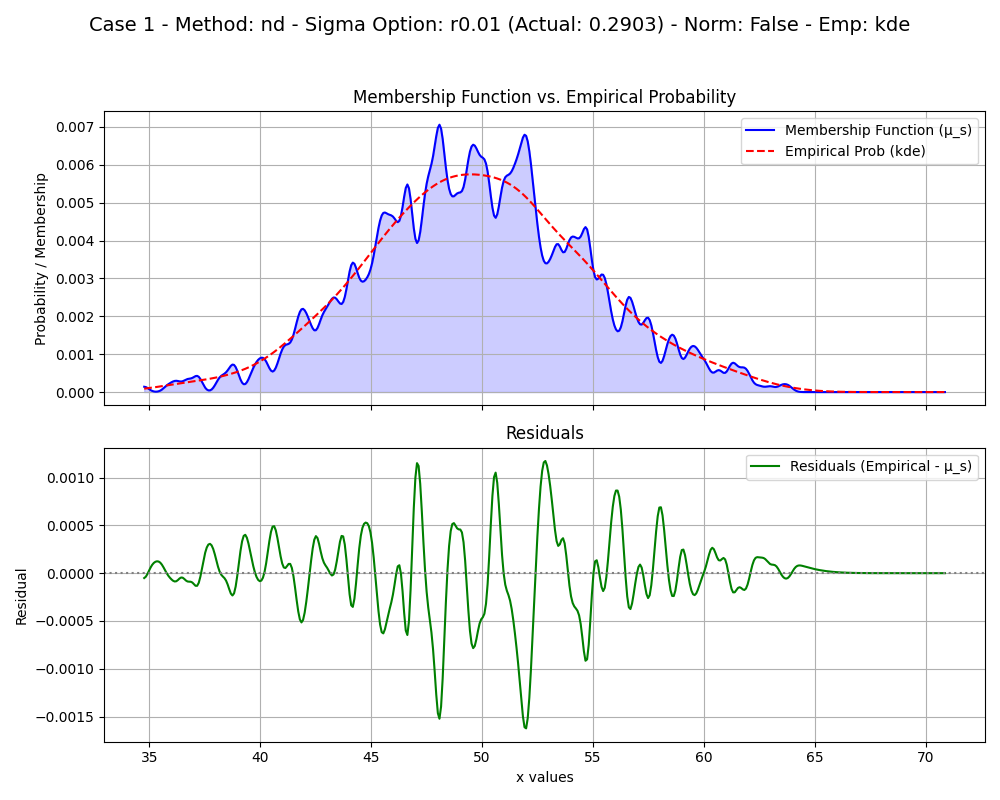 Case 1 - Method: nd - Sigma Option: r0.01 (Actual: 0.2903) - Norm: False - Emp: kde
Membership Function vs. Empirical Probability
Probability / Membership
0.007
0.006
0.005
0.004
0.003
0.002
0.001
0.000
Membership Function (μ_s)
Empirical Prob (kde)
Residuals
Residual
0.0010
0.0005
0.0000
−0.0005
−0.0010
−0.0015
Residuals (Empirical - μ_s)
35 40 45 50 55 60 65 70
x values